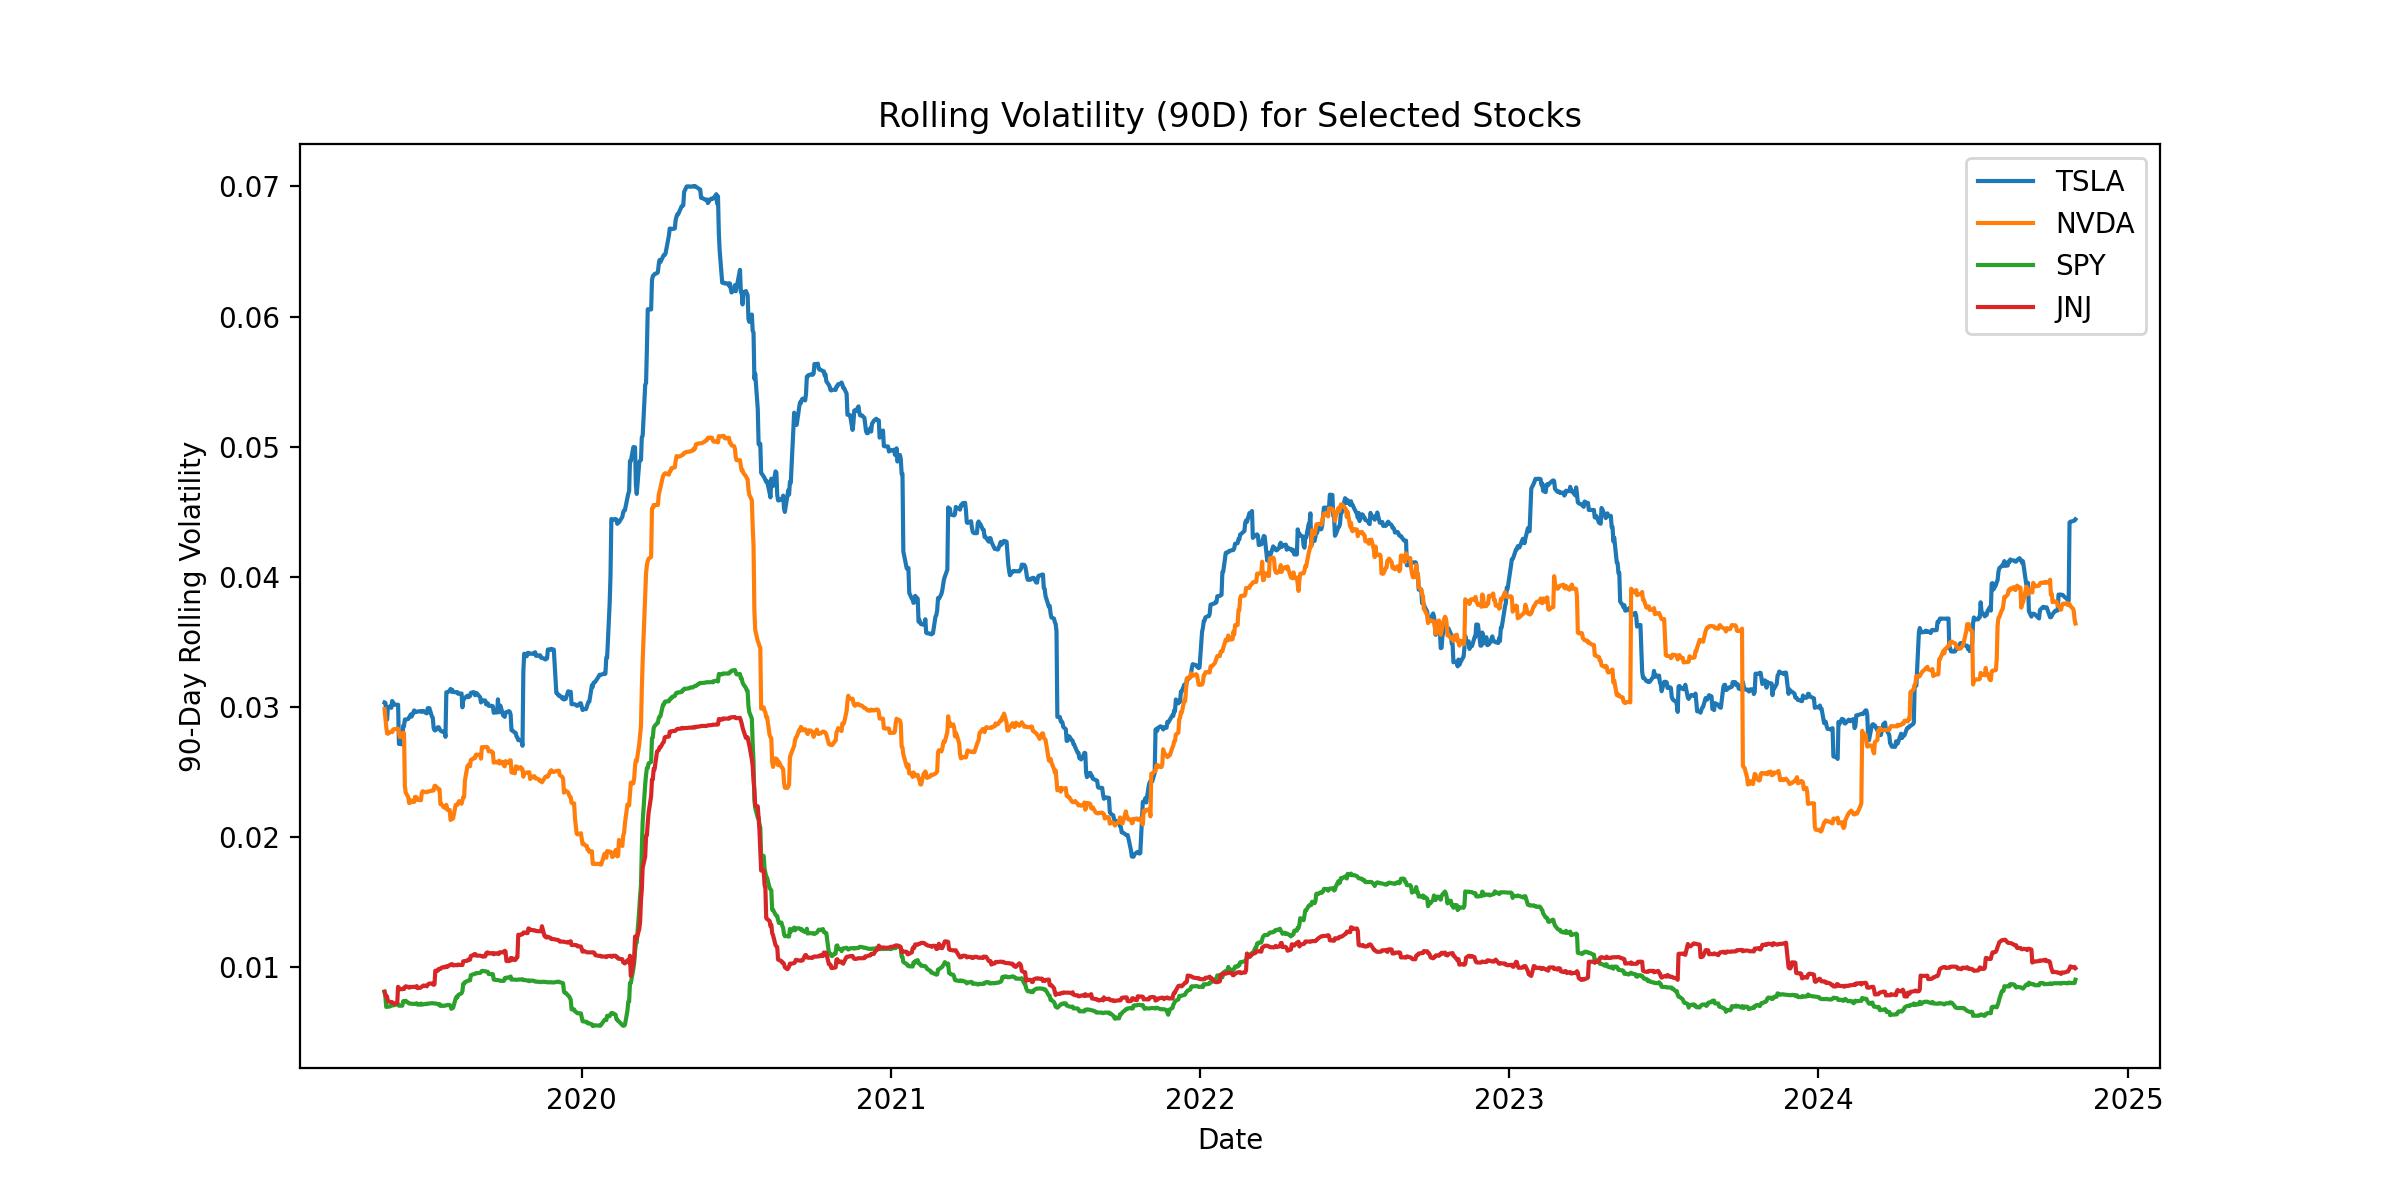 Rolling Volatility (90D) for Selected Stocks
90-Day Rolling Volatility
0.07
0.06
0.05
0.04
0.03
0.02
0.01
TSLA
NVDA
SPY
JNJ
2020 2021 2022 2023 2024 2025
Date